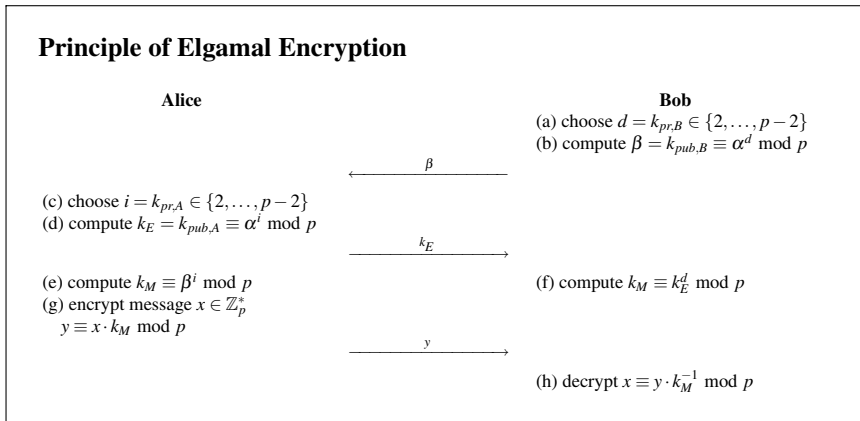 Principle of Elgamal Encryption
Alice Bob
(a) choose d = k_{pr,B} ∈ {2,...,p−2}
(b) compute β = k_{pub,B} ≡ α^d mod p
β
(c) choose i = k_{pr,A} ∈ {2,...,p−2}
(d) compute k_E = k_{pub,A} ≡ α^i mod p
k_E
(e) compute k_M ≡ β^i mod p (f) compute k_M ≡ k_E^d mod p
(g) encrypt message x ∈ ℤ_p^*
y ≡ x · k_M mod p
y
(h) decrypt x ≡ y · k_M^{−1} mod p